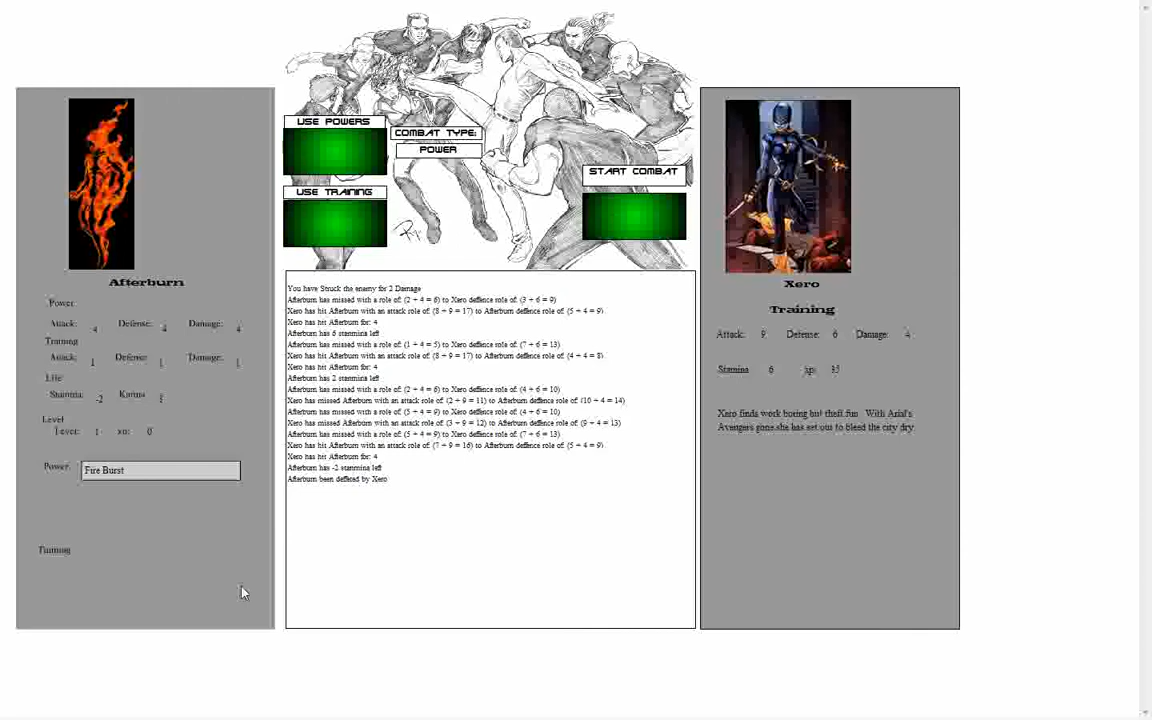 USE POWERS
COMBAT TYPE:
POWER
USE TRAINING
START COMBAT
Afterburn
Power
Attack: 4 Defense: 4 Damage: 4
Training
Attack: 1 Defense: 1 Damage: 1
Life
Stamina: -2 Karma
Level
Level: 1 xp: 0
Power: Fire Burst
Training
You have Struck the enemy for 2 Damage
Afterburn has missed with a role of: (2 + 4 = 6) to Xero defence role of: (3 + 6 = 9)
Xero has hit Afterburn with an attack role of: (8 + 9 = 17) to Afterburn deffence role of: (5 + 4 = 9)
Xero has hit Afterburn for: 4
Afterburn has 6 stammina left
Afterburn has missed with a role of: (1 + 4 = 5) to Xero deffence role of: (7 + 6 = 13)
Xero has hit Afterburn with an attack role of: (8 + 9 = 17) to Afterburn deffence role of: (4 + 4 = 8)
Xero has hit Afterburn for: 4
Afterburn has 2 stammina left
Afterburn has missed with a role of: (2 + 4 = 6) to Xero deffence role of: (4 + 6 = 10)
Xero has missed Afterburn with an attack role of: (2 + 9 = 11) to Afterburn deffence role of: (10 + 4 = 14)
Afterburn has missed with a role of: (5 + 4 = 9) to Xero deffence role of: (4 + 6 = 10)
Xero has missed Afterburn with an attack role of: (3 + 9 = 12) to Afterburn deffence role of: (9 + 4 = 13)
Afterburn has missed with a role of: (5 + 4 = 9) to Xero deffence role of: (7 + 6 = 13)
Xero has hit Afterburn with an attack role of: (7 + 9 = 16) to Afterburn deffence role of: (5 + 4 = 9)
Xero has hit Afterburn for: 4
Afterburn has -2 stammina left
Afterburn been deffered by Xero
Xero
Training
Attack: 9 Defense: 6 Damage: 4
Stamina 6 xp: 35
Xero finds work boring but theft fun With Arial's
Avengers gone she has set out to bleed the city dry